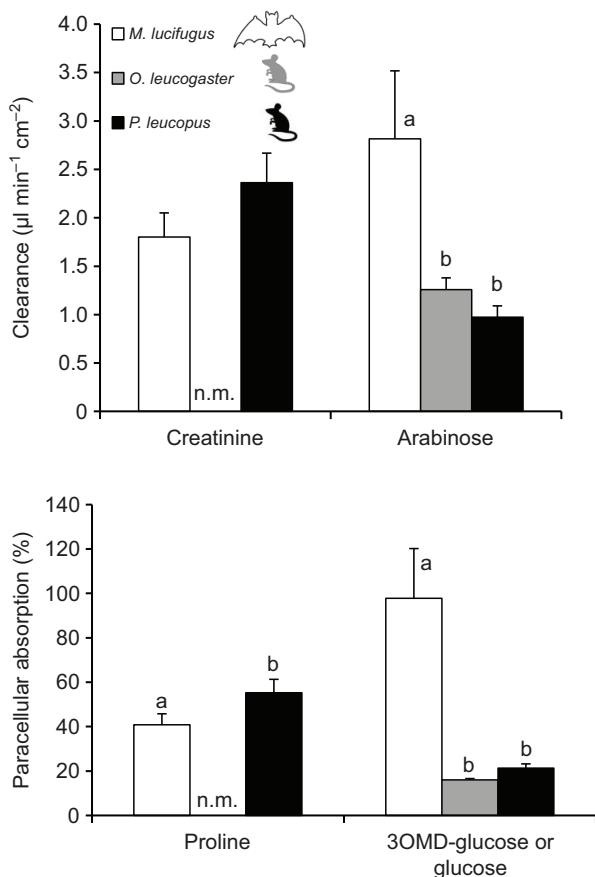 4.0
3.5
3.0
2.5
2.0
1.5
1.0
0.5
0
Clearance (µl min⁻¹ cm⁻²)
M. lucifugus
O. leucogaster
P. leucopus
n.m.
a
b
b
Creatinine
Arabinose
140
120
100
80
60
40
20
0
Paracellular absorption (%)
a
n.m.
b
a
b
b
Proline
3OMD-glucose or
glucose